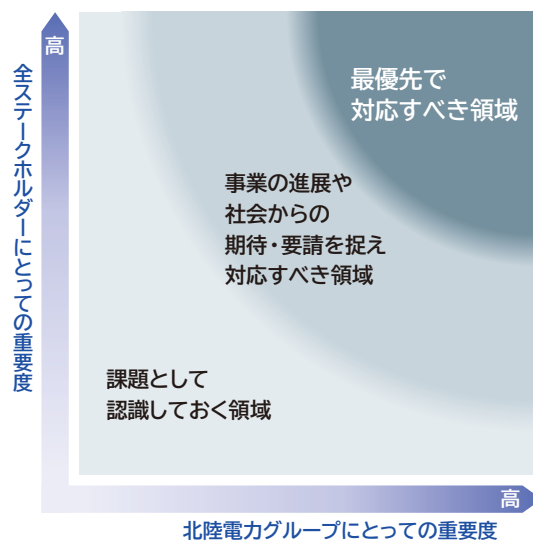 高
全ステークホルダーにとっての重要度
最優先で
対応すべき領域
事業の進展や
社会からの
期待・要請を捉え
対応すべき領域
課題として
認識しておく領域
高
北陸電力グループにとっての重要度